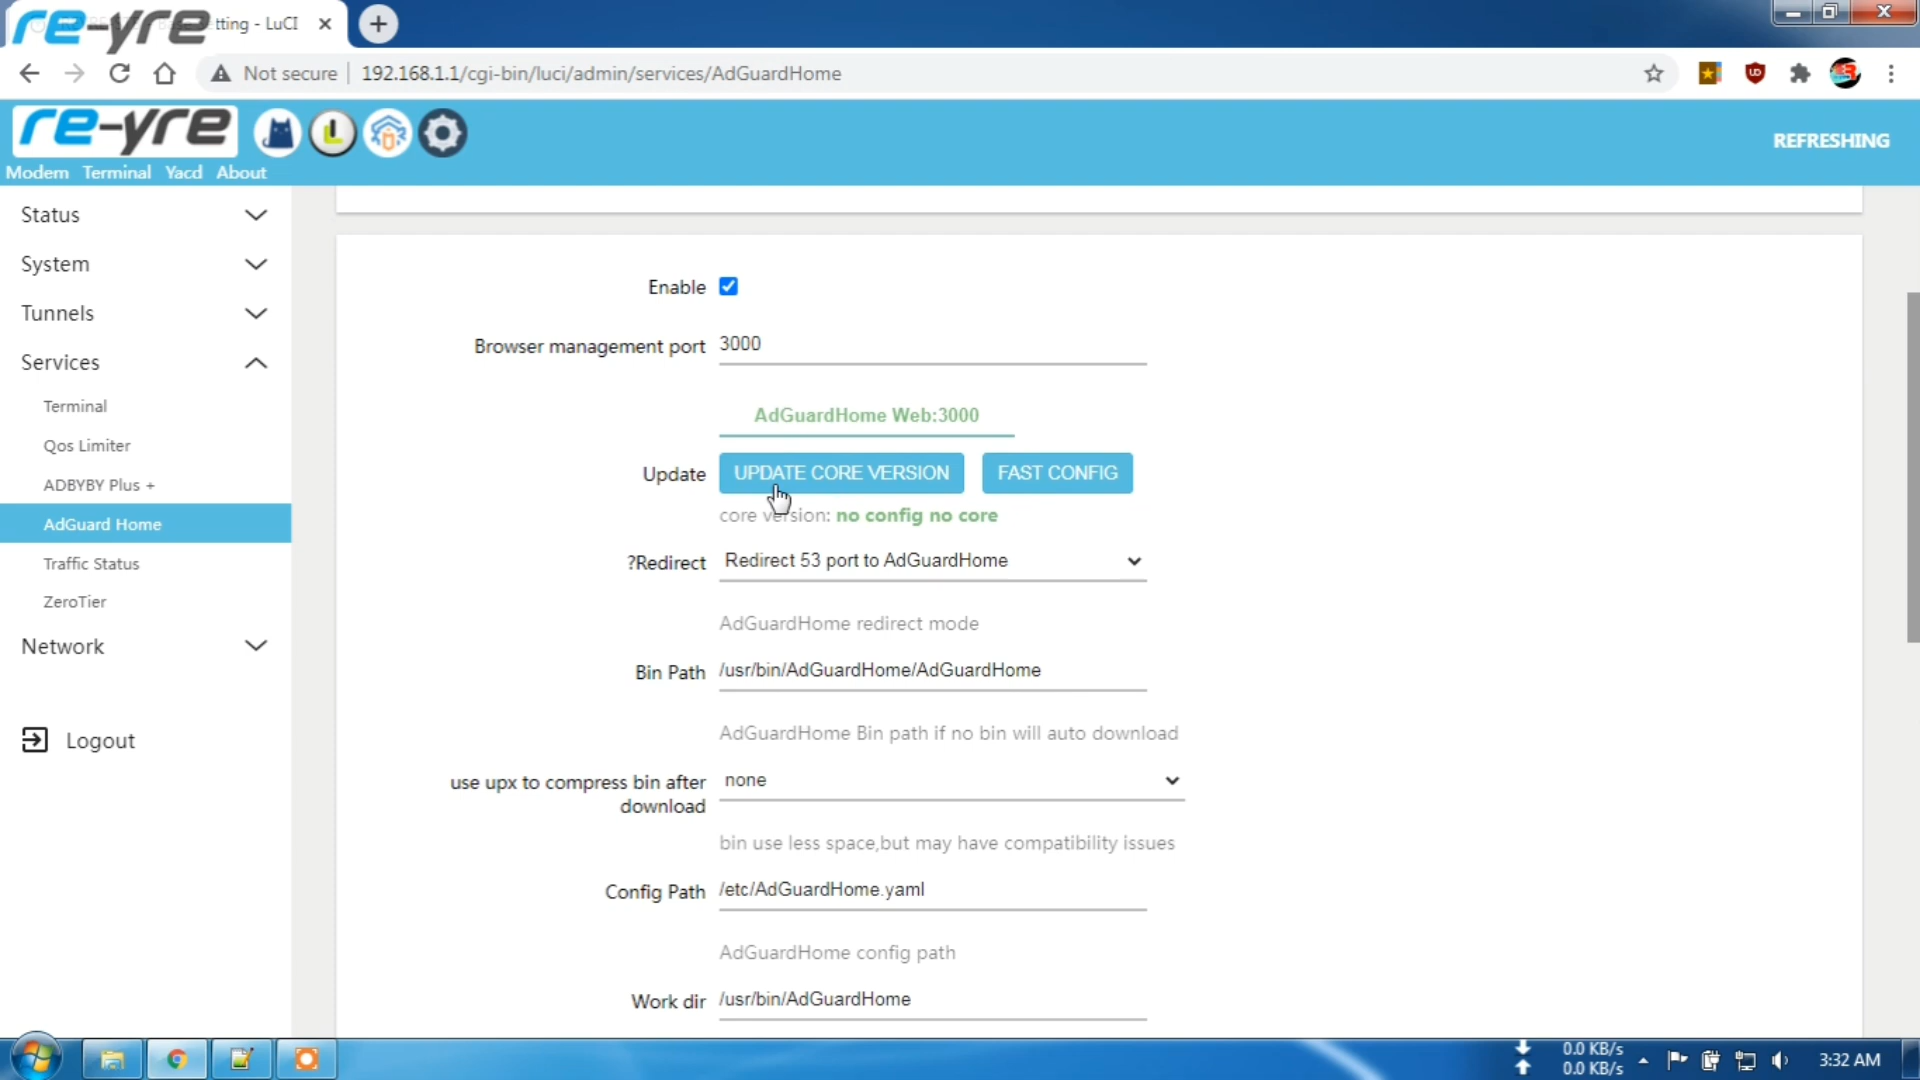 re-yre
tting - LuCI
Not secure
192.168.1.1/cgi-bin/luci/admin/services/AdGuardHome
re-yre
REFRESHING
Modem Terminal Yacd About
Status
System
Tunnels
Services
Terminal
Qos Limiter
ADBYBY Plus +
AdGuard Home
Traffic Status
ZeroTier
Network
Logout
Enable
Browser management port 3000
AdGuardHome Web:3000
Update UPDATE CORE VERSION FAST CONFIG
core version: no config no core
?Redirect Redirect 53 port to AdGuardHome
AdGuardHome redirect mode
Bin Path /usr/bin/AdGuardHome/AdGuardHome
AdGuardHome Bin path if no bin will auto download
use upx to compress bin after none
download
bin use less space,but may have compatibility issues
Config Path /etc/AdGuardHome.yaml
AdGuardHome config path
Work dir /usr/bin/AdGuardHome
0.0 KB/s
0.0 KB/s
3:32 AM